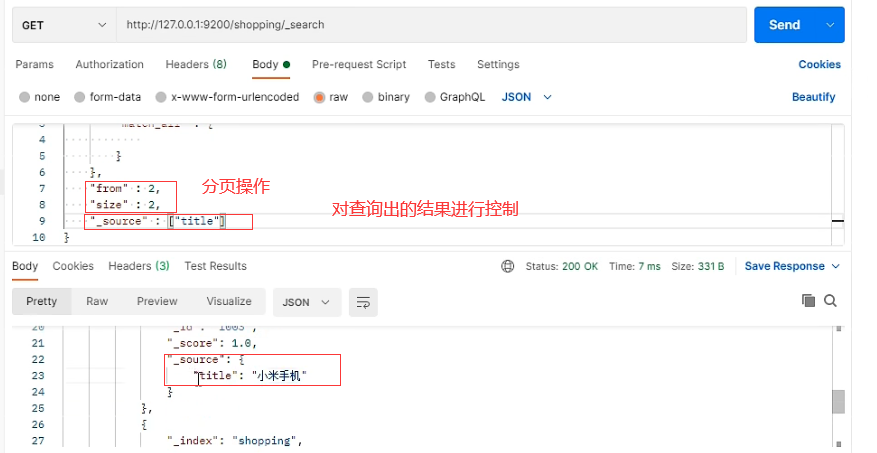 GET http://127.0.0.1:9200/shopping/_search Send
Params Authorization Headers (8) Body Pre-request Script Tests Settings Cookies
none form-data x-www-form-urlencoded raw binary GraphQL JSON Beautify
3 "match_all" : {
4
5 }
6 },
7 "from" : 2,
分页操作
8 "size" : 2,
对查询出的结果进行控制
9 "_source" : ["title"]
10 }
Body Cookies Headers (3) Test Results Status: 200 OK Time: 7 ms Size: 331 B Save Response
Pretty Raw Preview Visualize JSON
20 "_id": "1003",
21 "_score": 1.0,
22 "_source": {
23 "title": "小米手机"
24 }
25 },
26 {
27 "_index": "shopping",